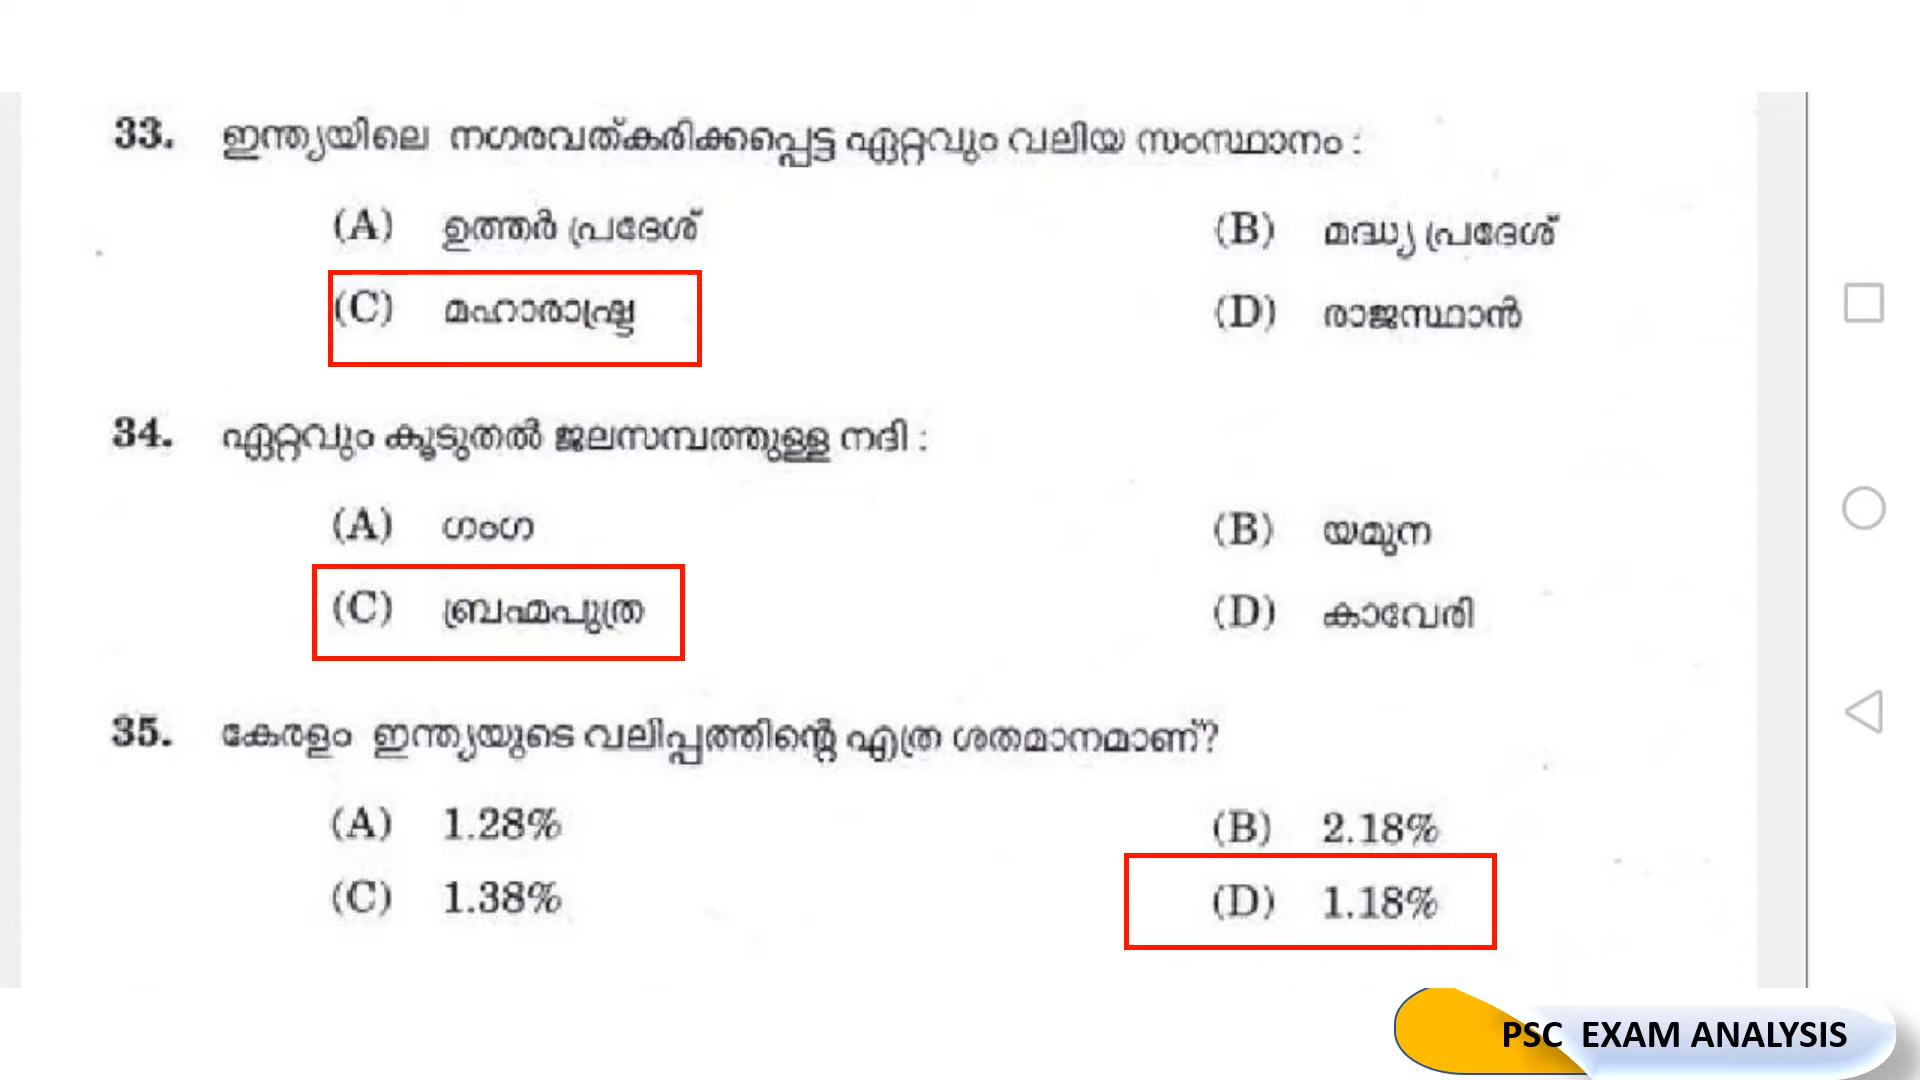 33. ഇന്ത്യയിലെ നഗരവത്കരിക്കപ്പെട്ട ഏറ്റവും വലിയ സംസ്ഥാനം :
(A) ഉത്തർ പ്രദേശ് (B) മദ്ധ്യ പ്രദേശ്
(C) മഹാരാഷ്ട്ര (D) രാജസ്ഥാൻ
34. ഏറ്റവും കൂടുതൽ ജലസമ്പത്തുള്ള നദി :
(A) ഗംഗ (B) യമുന
(C) ബ്രഹ്മപുത്ര (D) കാവേരി
35. കേരളം ഇന്ത്യയുടെ വലിപ്പത്തിന്റെ എത്ര ശതമാനമാണ്?
(A) 1.28% (B) 2.18%
(C) 1.38% (D) 1.18%
PSC EXAM ANALYSIS